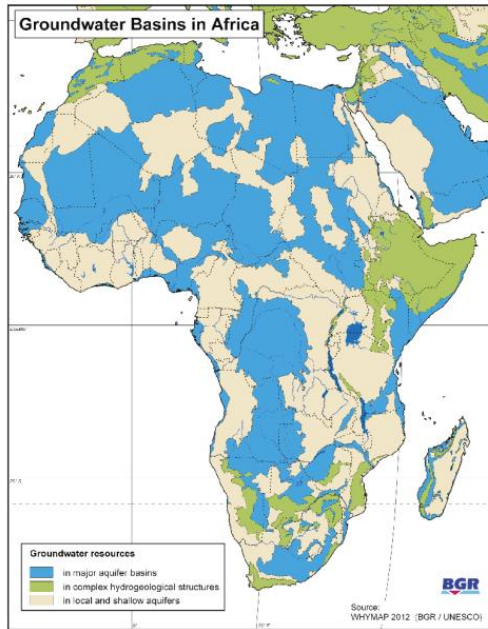 Groundwater Basins in Africa
Groundwater resources
in major aquifer basins
in complex hydrogeological structures
in local and shallow aquifers
BGR
Source:
WHYMAP 2012 (BGR / UNESCO)